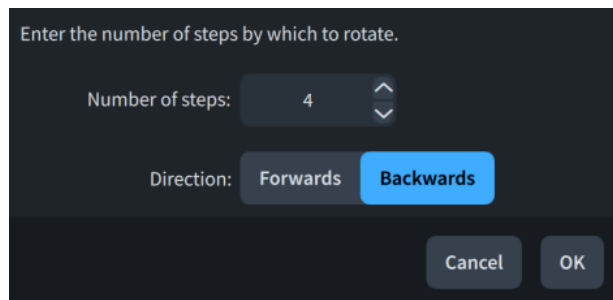 Enter the number of steps by which to rotate.
Number of steps: 4
Direction: Forwards Backwards
Cancel OK